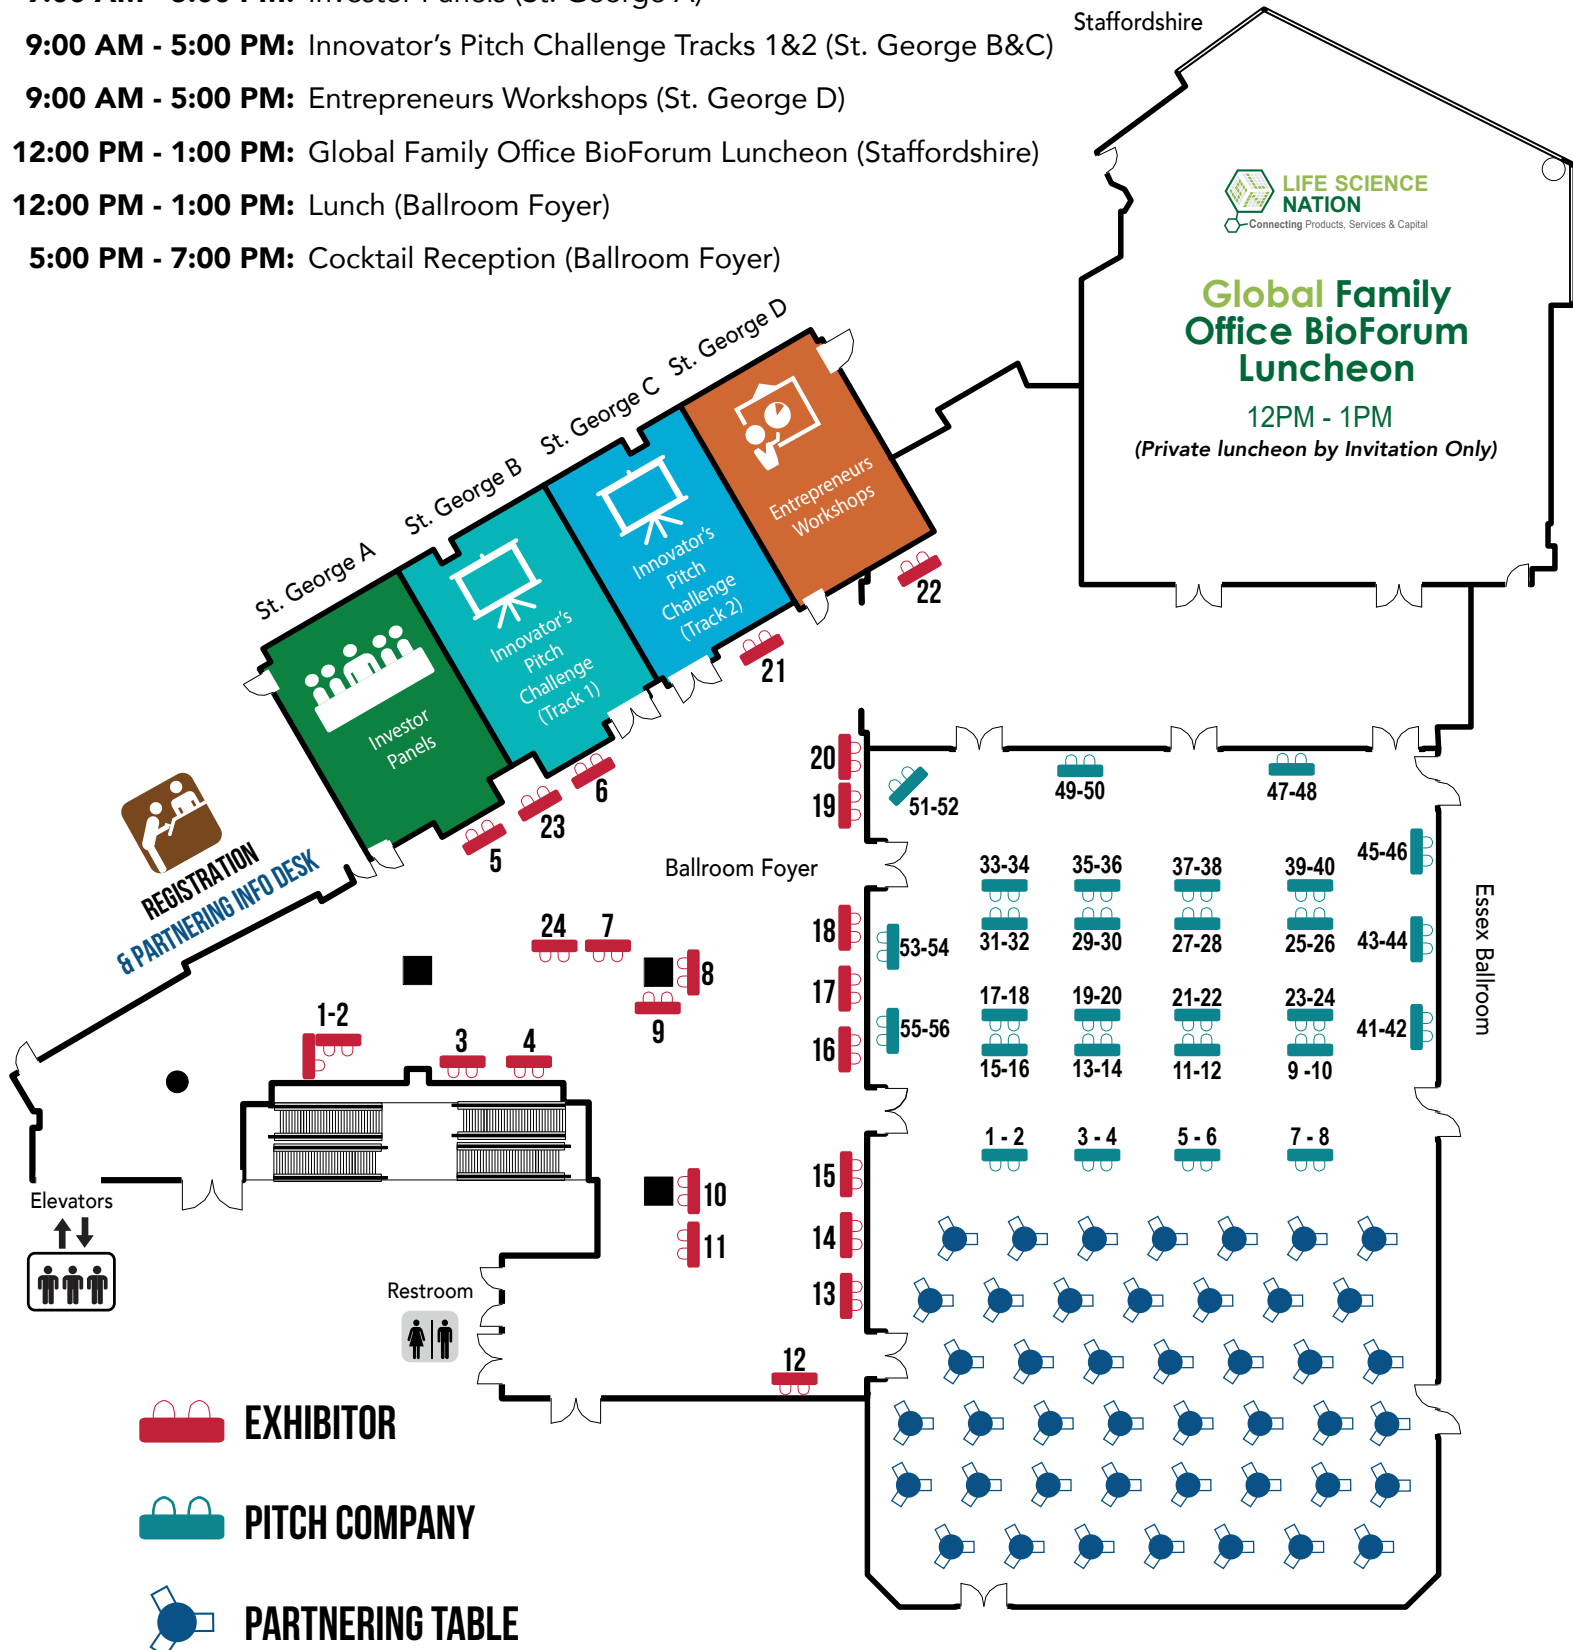 9:00 AM - 5:00 PM: Investor Panels (St. George A)
9:00 AM - 5:00 PM: Innovator's Pitch Challenge Tracks 1&2 (St. George B&C)
9:00 AM - 5:00 PM: Entrepreneurs Workshops (St. George D)
12:00 PM - 1:00 PM: Global Family Office BioForum Luncheon (Staffordshire)
12:00 PM - 1:00 PM: Lunch (Ballroom Foyer)
5:00 PM - 7:00 PM: Cocktail Reception (Ballroom Foyer)
Staffordshire
LIFE SCIENCE
NATION
Connecting Products, Services & Capital
Global Family
Office BioForum
Luncheon
12PM - 1PM
(Private luncheon by Invitation Only)
St. George A
St. George B
St. George C
St. George D
Investor
Panels
Innovator's
Pitch
Challenge
(Track 1)
Innovator's
Pitch
Challenge
(Track 2)
Entrepreneurs
Workshops
22
21
6
23
5
REGISTRATION
& PARTNERING INFO DESK
20
19
51-52
49-50
47-48
Ballroom Foyer
33-34
35-36
37-38
39-40
45-46
24
7
8
9
18
53-54
31-32
29-30
27-28
25-26
43-44
Essex Ballroom
17
17-18
19-20
21-22
23-24
1-2
3
4
16
55-56
41-42
15-16
13-14
11-12
9 -10
1 - 2
3 - 4
5 - 6
7 - 8
15
10
Elevators
11
14
Restroom
13
12
EXHIBITOR
PITCH COMPANY
PARTNERING TABLE